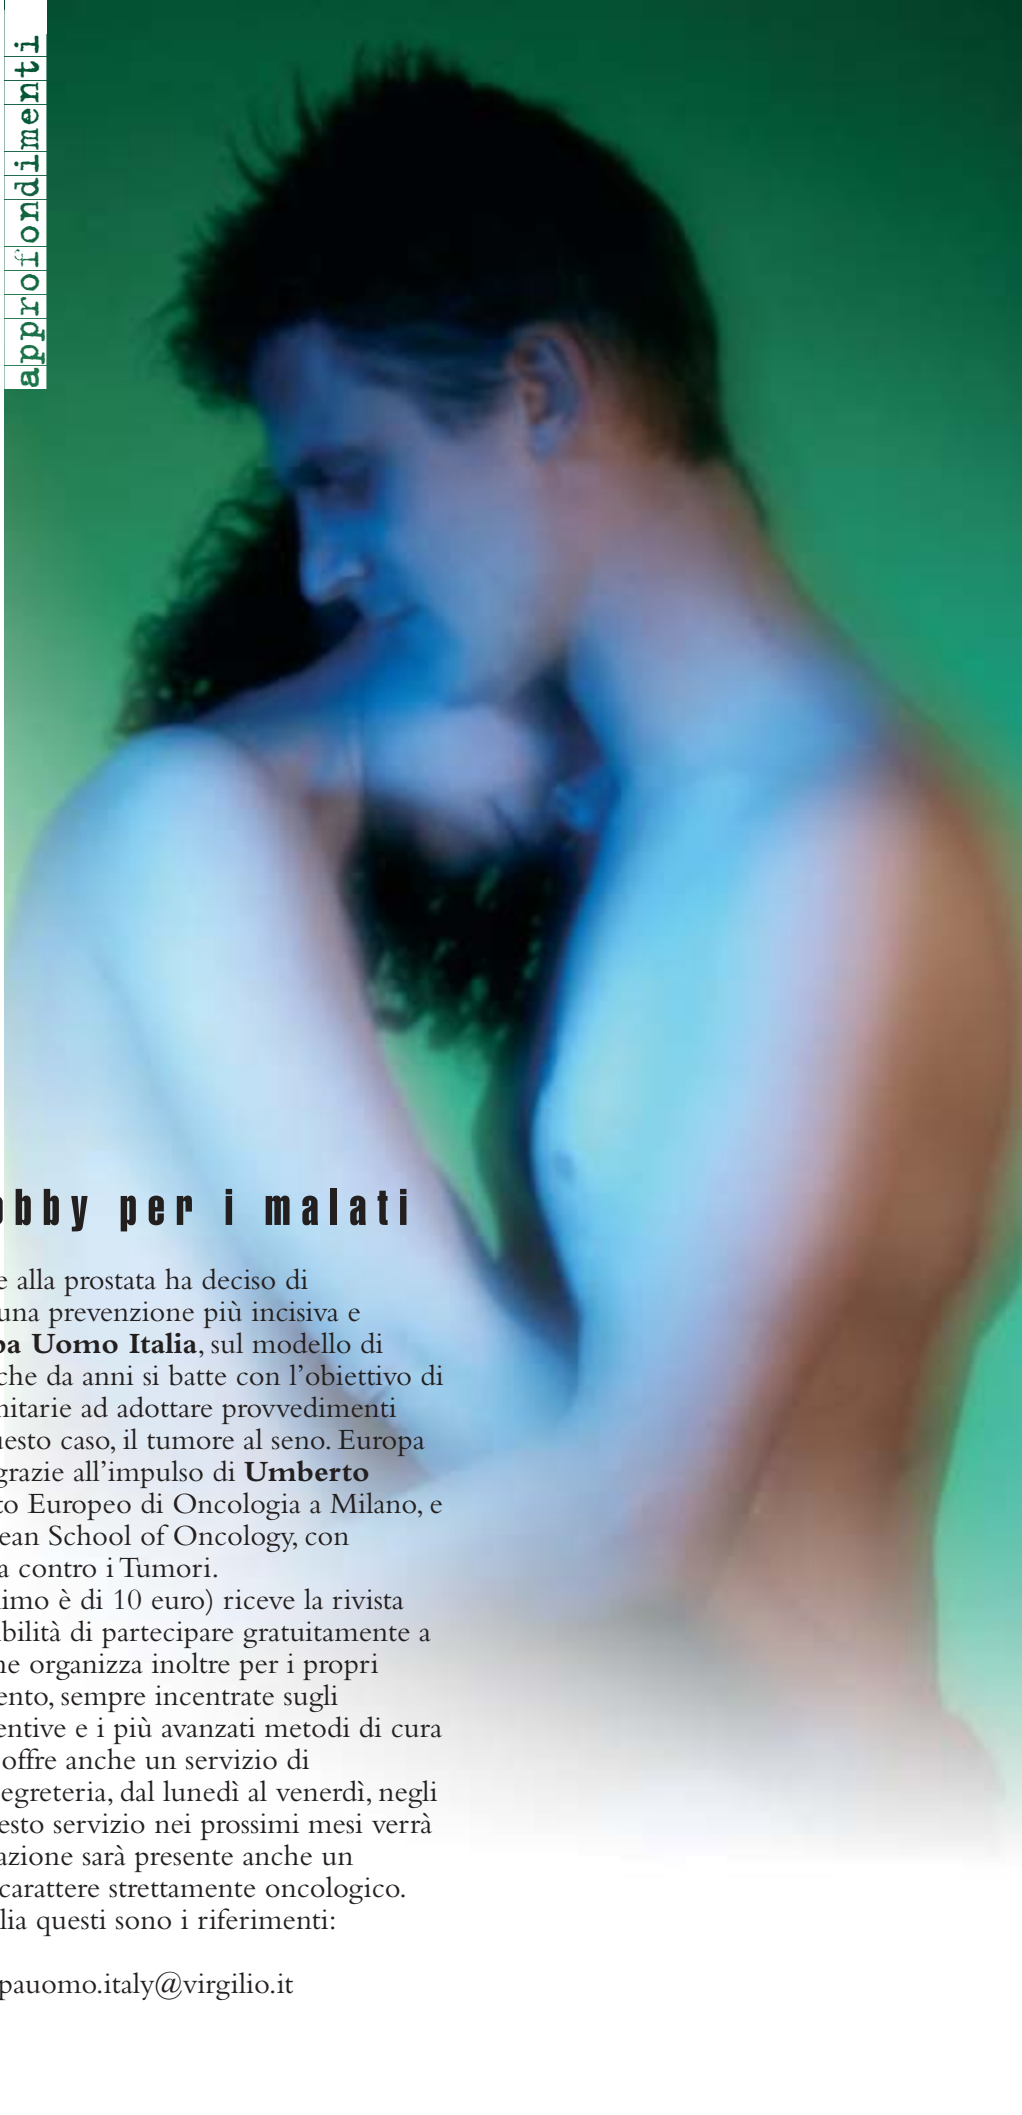 approfondimenti
obby per i malati
e alla prostata ha deciso di
una prevenzione più incisiva e
pa Uomo Italia, sul modello di
che da anni si batte con l'obiettivo di
nitarie ad adottare provvedimenti
uesto caso, il tumore al seno. Europa
grazie all'impulso di Umberto
to Europeo di Oncologia a Milano, e
ean School of Oncology, con
a contro i Tumori.
imo è di 10 euro) riceve la rivista
bilità di partecipare gratuitamente a
ne organizza inoltre per i propri
ento, sempre incentrate sugli
entive e i più avanzati metodi di cura
offre anche un servizio di
egreteria, dal lunedì al venerdì, negli
esto servizio nei prossimi mesi verrà
azione sarà presente anche un
carattere strettamente oncologico.
lia questi sono i riferimenti:
pauomo.italy@virgilio.it